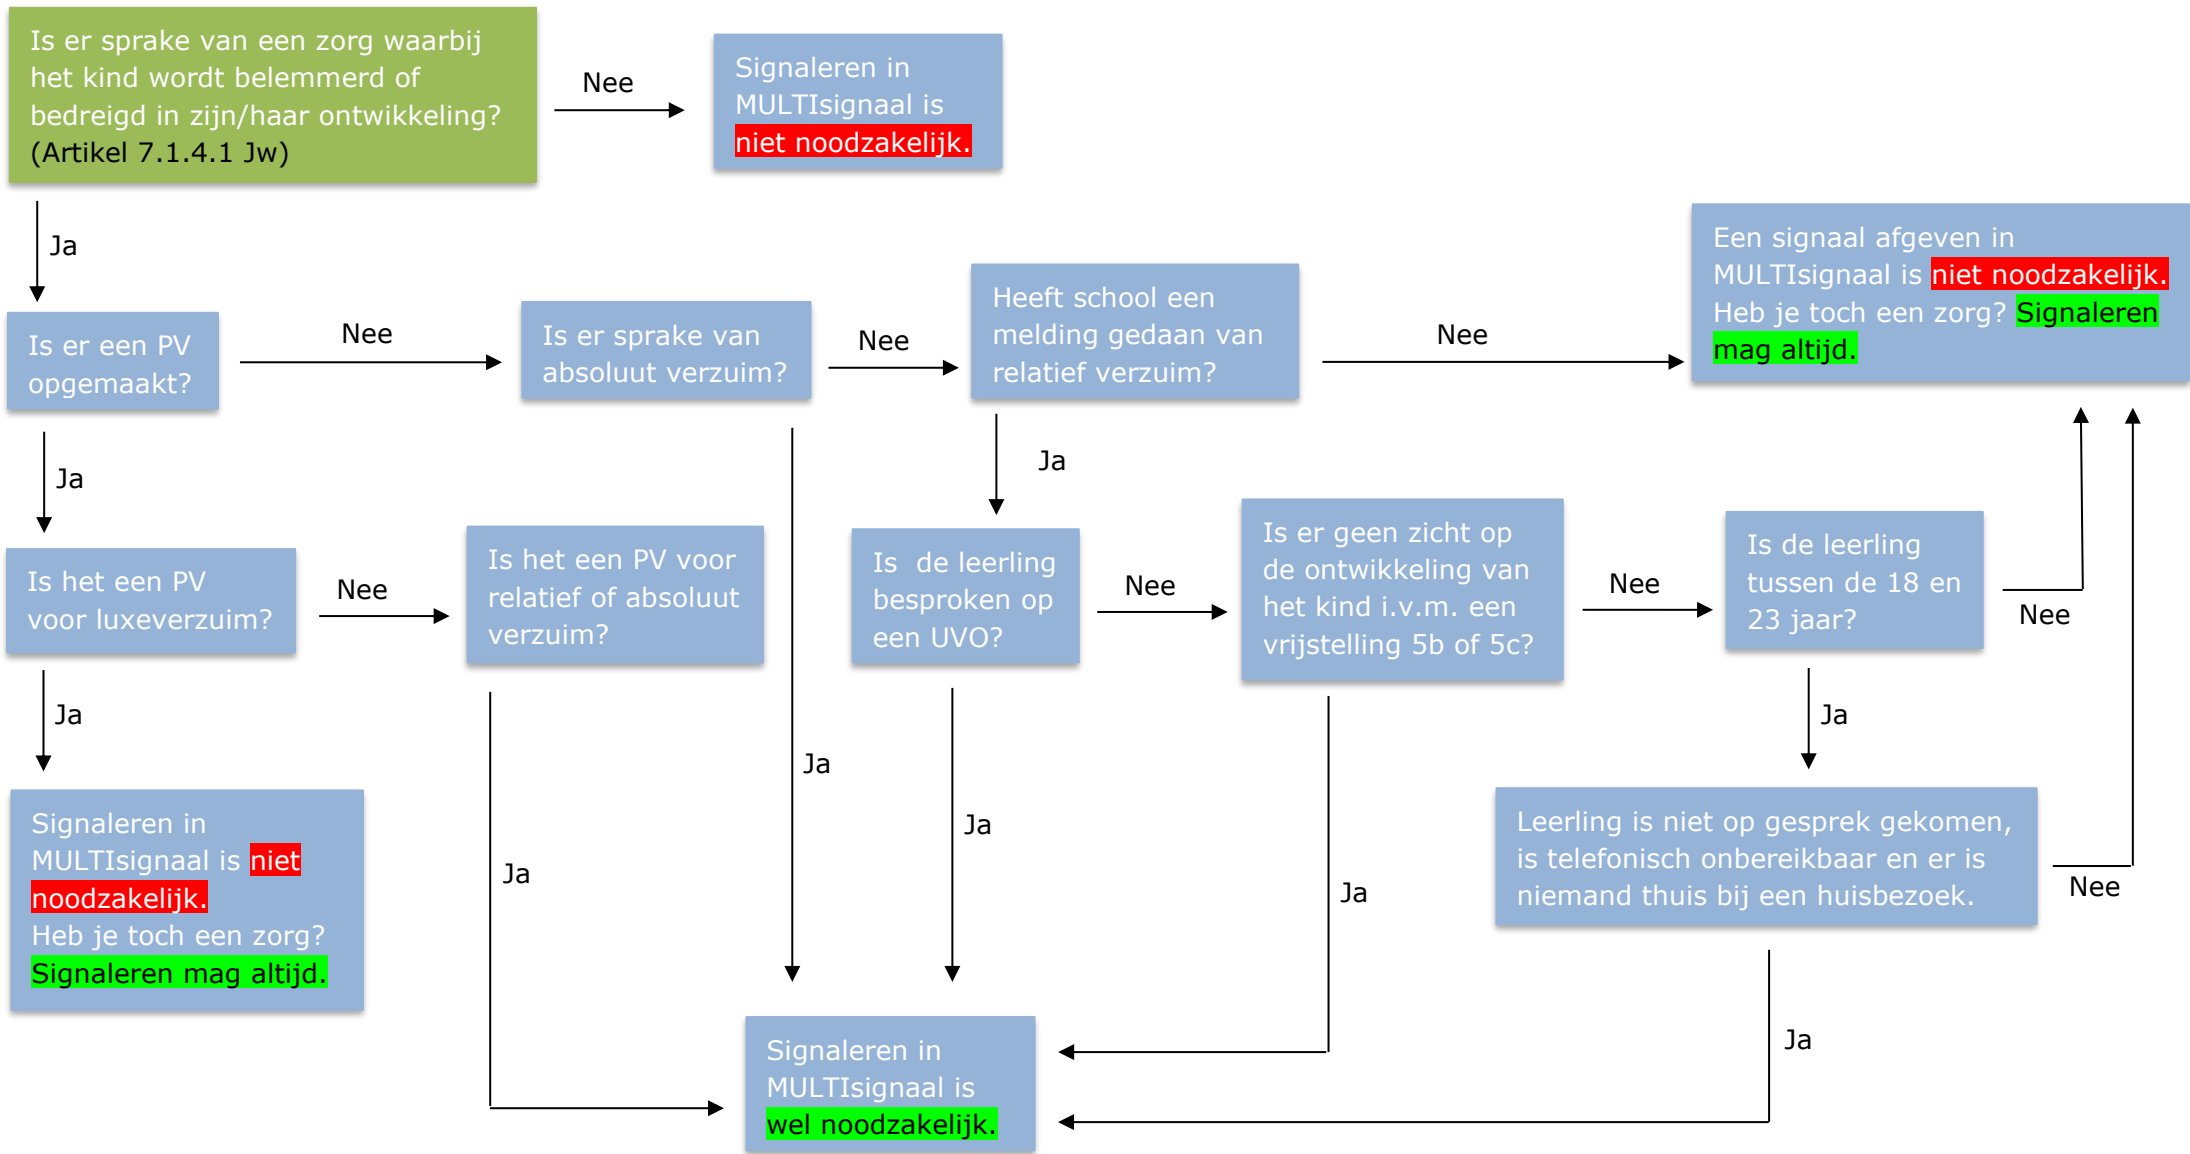 Is er sprake van een zorg waarbij
het kind wordt belemmerd of
bedreigd in zijn/haar ontwikkeling?
(Artikel 7.1.4.1 Jw)
Nee
Signaleren in
MULTIsignaal is
niet noodzakelijk.
Ja
Is er een PV
opgemaakt?
Nee
Is er sprake van
absoluut verzuim?
Nee
Heeft school een
melding gedaan van
relatief verzuim?
Nee
Een signaal afgeven in
MULTIsignaal is niet noodzakelijk.
Heb je toch een zorg? Signaleren
mag altijd.
Ja
Ja
Is het een PV
voor luxeverzuim?
Nee
Is het een PV voor
relatief of absoluut
verzuim?
Is  de leerling
besproken op
een UVO?
Nee
Is er geen zicht op
de ontwikkeling van
het kind i.v.m. een
vrijstelling 5b of 5c?
Nee
Is de leerling
tussen de 18 en
23 jaar?
Nee
Ja
Ja
Ja
Signaleren in
MULTIsignaal is niet
noodzakelijk.
Heb je toch een zorg?
Signaleren mag altijd.
Ja
Ja
Ja
Leerling is niet op gesprek gekomen,
is telefonisch onbereikbaar en er is
niemand thuis bij een huisbezoek.
Nee
Ja
Signaleren in
MULTIsignaal is
wel noodzakelijk.